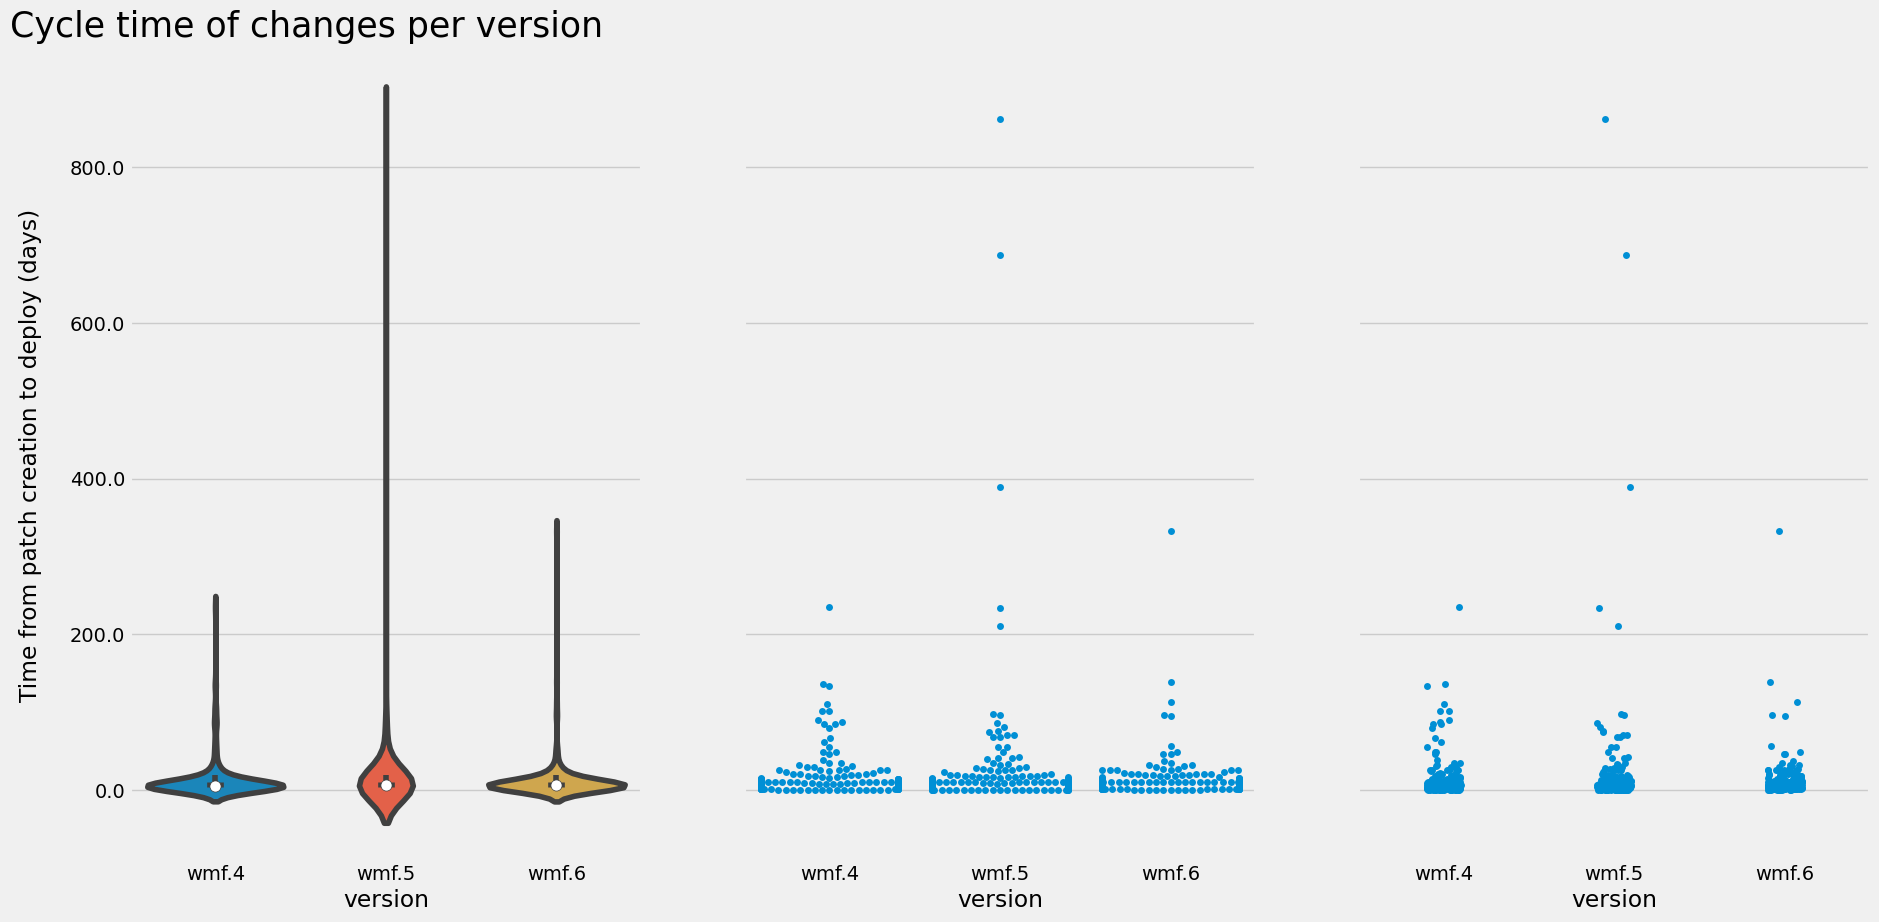 Cycle time of changes per version
Time from patch creation to deploy (days)
800.0
600.0
400.0
200.0
0.0
wmf.4 wmf.5 wmf.6
version
wmf.4 wmf.5 wmf.6
version
wmf.4 wmf.5 wmf.6
version